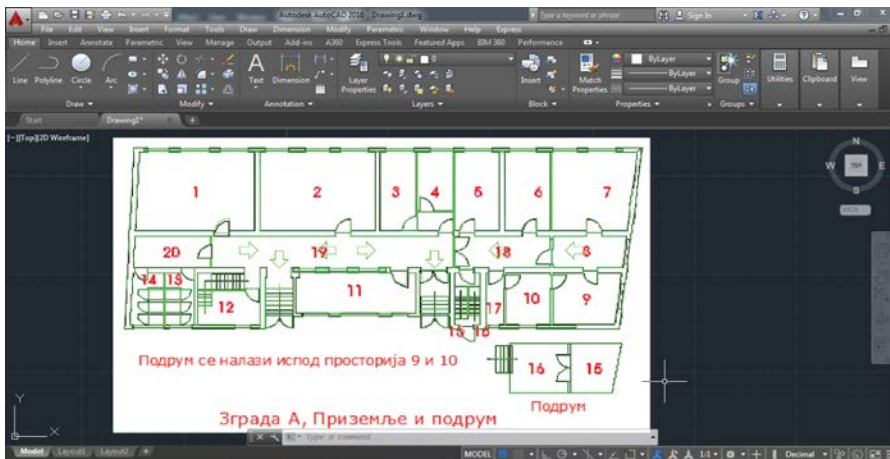 Autodesk AutoCAD 2016 Drawing1.dwg
Type a keyword or phrase
Sign In
File Edit View Insert Format Tools Draw Dimension Modify Parametric Window Help Express
Home Insert Annotate Parametric View Manage Output Add-ins A360 Express Tools Featured Apps BIM 360 Performance
Line Polyline Circle Arc
Text Dimension
Layer Properties
Insert
Match Properties
ByLayer
ByLayer
ByLayer
Group
Utilities
Clipboard
View
Draw Modify Annotation Layers Block Properties Groups
Start Drawing1*
[−][Top][2D Wireframe]
N
W TOP E
S
WCS
1 2 3 4 5 6 7
20 19 18 8
14 13 12 11 17 10 9
15 16
16 15
Подрум се налази испод просторија 9 и 10
Подрум
Зграда А, Приземље и подрум
Y
X
Type a command
Model Layout1 Layout2 +
MODEL 1:1 Decimal